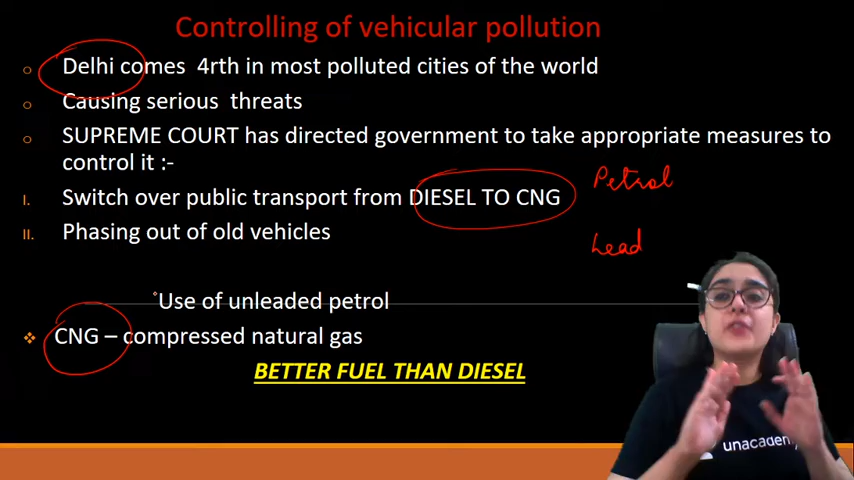 Controlling of vehicular pollution
o Delhi comes 4rth in most polluted cities of the world
o Causing serious threats
o SUPREME COURT has directed government to take appropriate measures to
control it :-
I. Switch over public transport from DIESEL TO CNG
Petrol
II. Phasing out of old vehicles
Lead
Use of unleaded petrol
❖ CNG – compressed natural gas
BETTER FUEL THAN DIESEL
unacademy